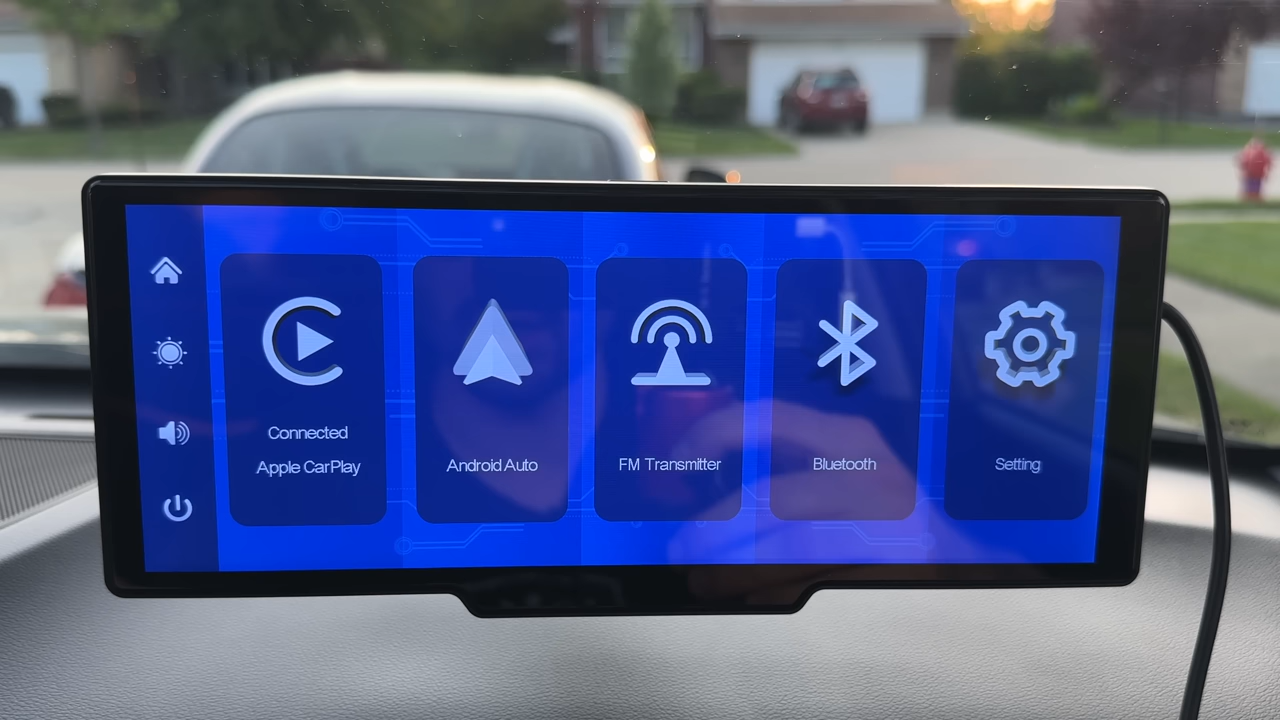 Connected
Apple CarPlay
Android Auto
FM Transmitter
Bluetooth
Setting